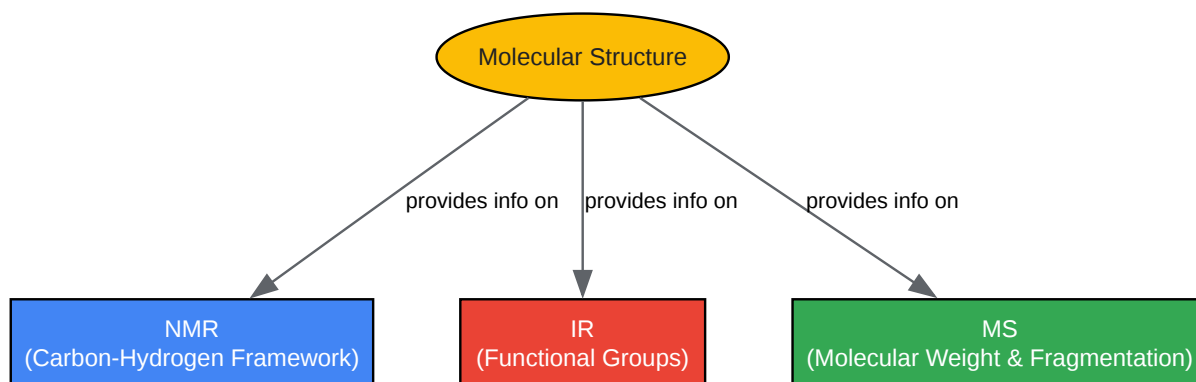 Molecular Structure
provides info on
provides info on
provides info on
NMR
(Carbon-Hydrogen Framework)
IR
(Functional Groups)
MS
(Molecular Weight & Fragmentation)